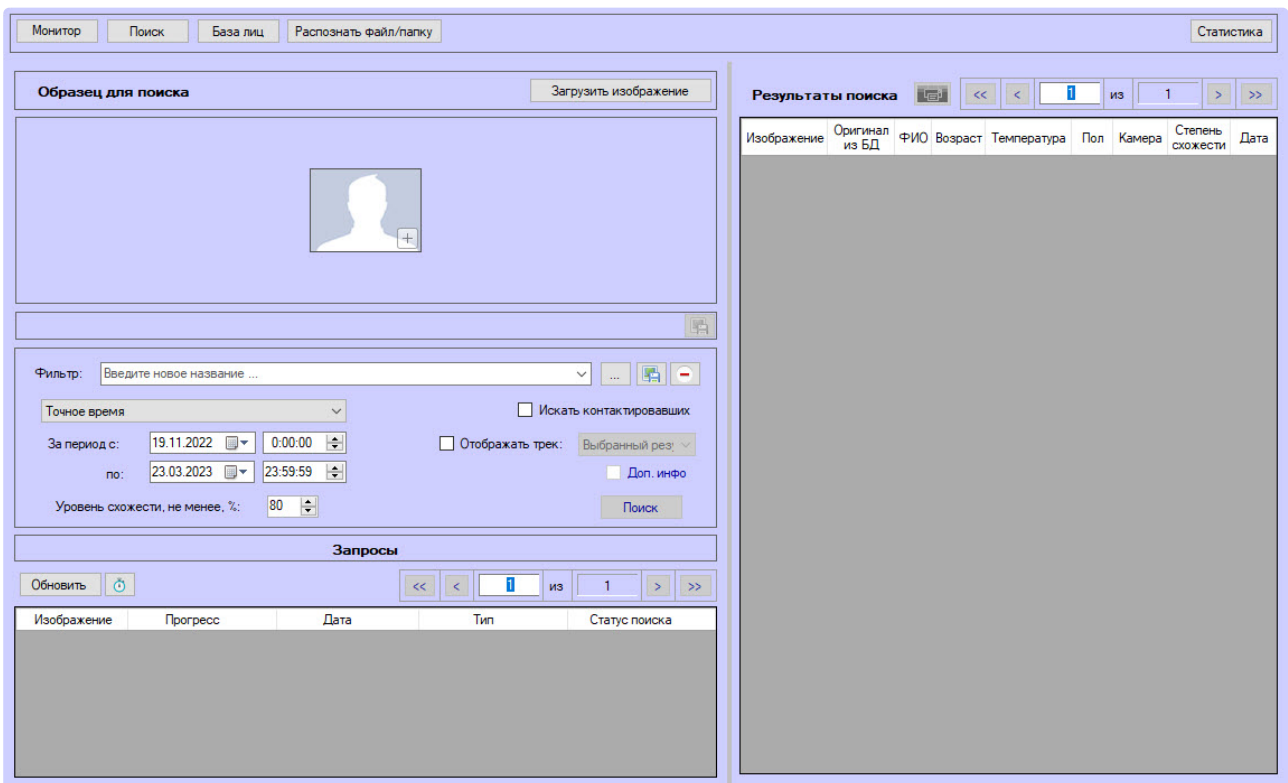 Монитор Поиск База лиц Распознать файл/папку Статистика
Образец для поиска Загрузить изображение
Фильтр: Введите новое название ... ...
Точное время Искать контактировавших
За период с: 19.11.2022 0:00:00 Отображать трек: Выбранный рез
по: 23.03.2023 23:59:59 Доп. инфо
Уровень схожести, не менее, %: 80 Поиск
Запросы
Обновить << < 1 из 1 > >>
Изображение Прогресс Дата Тип Статус поиска
Результаты поиска << < 1 из 1 > >>
Изображение Оригинал из БД ФИО Возраст Температура Пол Камера Степень схожести Дата